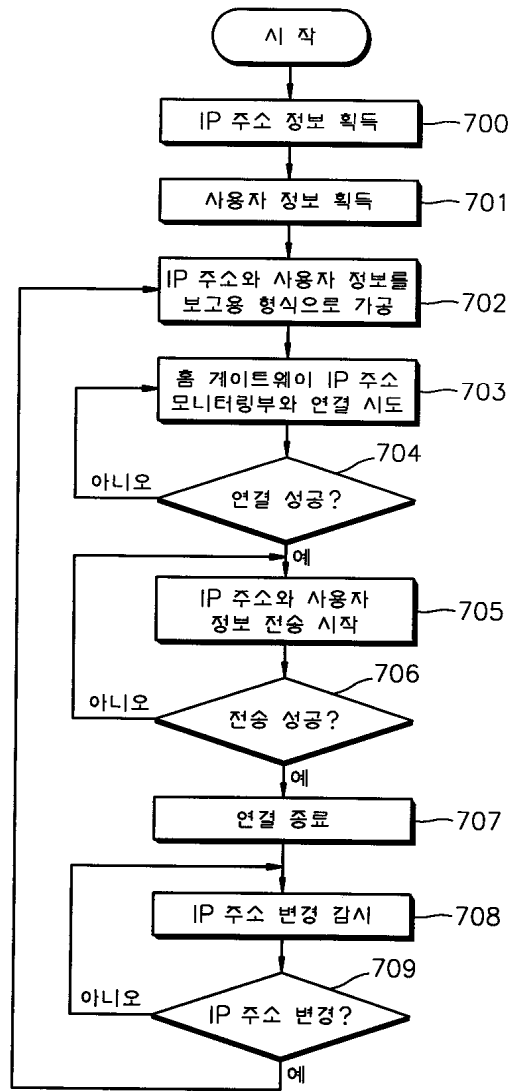 시 작
IP 주소 정보 획득
700
사용자 정보 획득
701
IP 주소와 사용자 정보를
보고용 형식으로 가공
702
홈 게이트웨이 IP 주소
모니터링부와 연결 시도
703
704
아니오
연결 성공?
예
IP 주소와 사용자
정보 전송 시작
705
706
아니오
전송 성공?
예
연결 종료
707
IP 주소 변경 감시
708
709
아니오
IP 주소 변경?
예